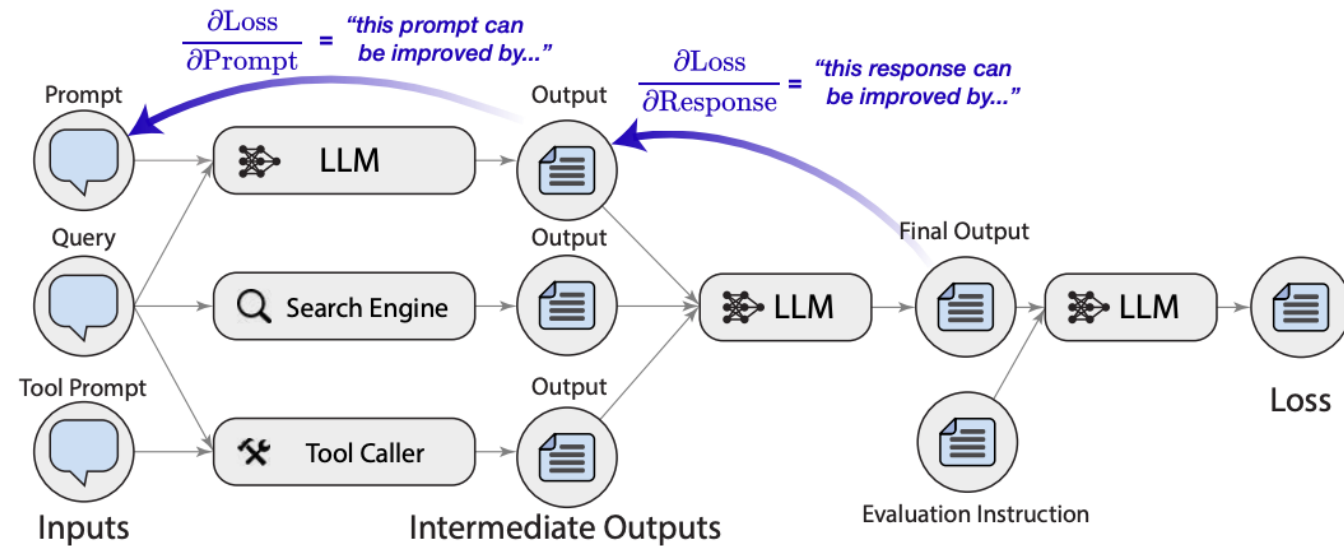 ∂Loss
∂Prompt
=
“this prompt can
be improved by...”
∂Loss
∂Response
=
“this response can
be improved by...”
Prompt
Output
LLM
Query
Output
Final Output
Search Engine
LLM
LLM
Tool Prompt
Output
Loss
Tool Caller
Inputs
Intermediate Outputs
Evaluation Instruction